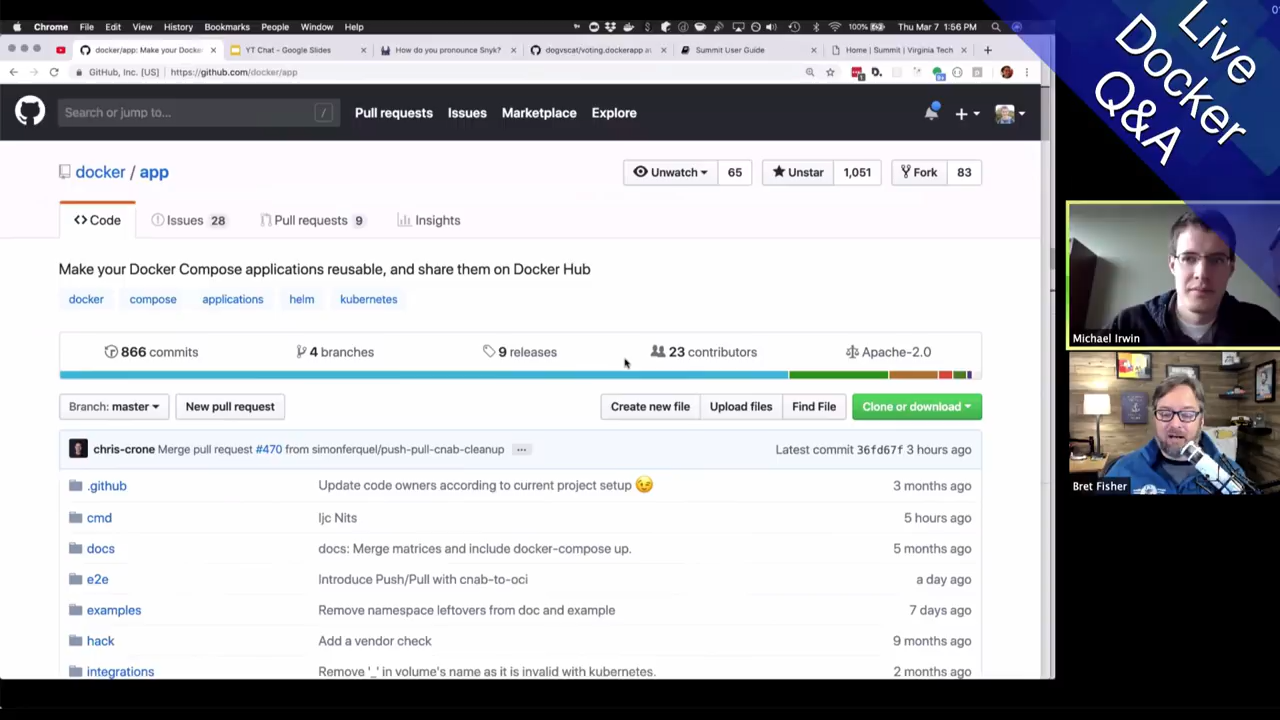 Chrome File Edit View History Bookmarks People Window Help 100% Thu Mar 7 1:56 PM
docker/app: Make your Docker YT Chat - Google Slides How do you pronounce Snyk? dogvscat/voting.dockerapp at Summit User Guide Home | Summit | Virginia Tech
GitHub, Inc. [US] https://github.com/docker/app
Search or jump to... / Pull requests Issues Marketplace Explore
docker / app Unwatch 65 Unstar 1,051 Fork 83
Code Issues 28 Pull requests 9 Insights
Make your Docker Compose applications reusable, and share them on Docker Hub
docker compose applications helm kubernetes
866 commits 4 branches 9 releases 23 contributors Apache-2.0
Branch: master New pull request Create new file Upload files Find File Clone or download
chris-crone Merge pull request #470 from simonferquel/push-pull-cnab-cleanup ... Latest commit 36fd67f 3 hours ago
.github Update code owners according to current project setup 😉 3 months ago
cmd ljc Nits 5 hours ago
docs docs: Merge matrices and include docker-compose up. 5 months ago
e2e Introduce Push/Pull with cnab-to-oci a day ago
examples Remove namespace leftovers from doc and example 7 days ago
hack Add a vendor check 9 months ago
integrations Remove '_' in volume's name as it is invalid with kubernetes. 2 months ago
Live
Docker
Q&A
Michael Irwin
Bret Fisher